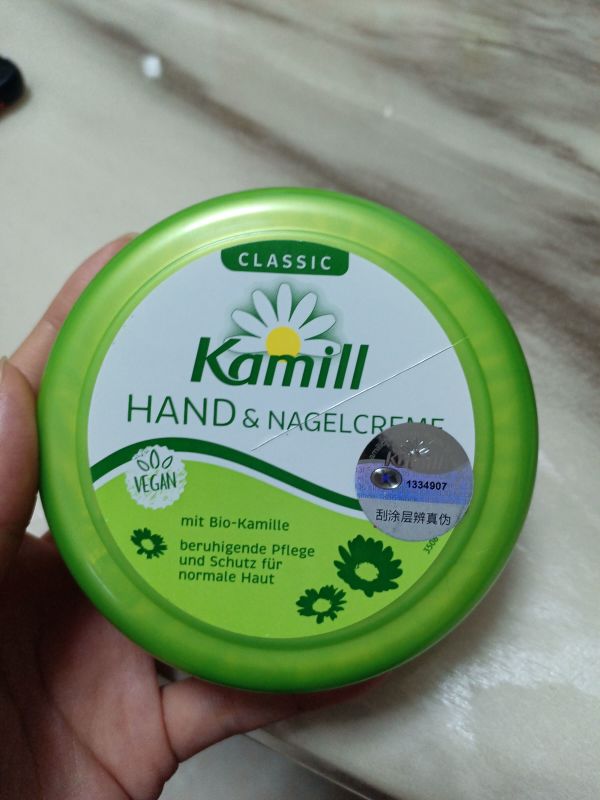 CLASSIC
Kamill
HAND & NAGELCREME
VEGAN
mit Bio-Kamille
beruhigende Pflege
und Schutz für
normale Haut
Kamill
K
1334907
刮涂层辨真伪